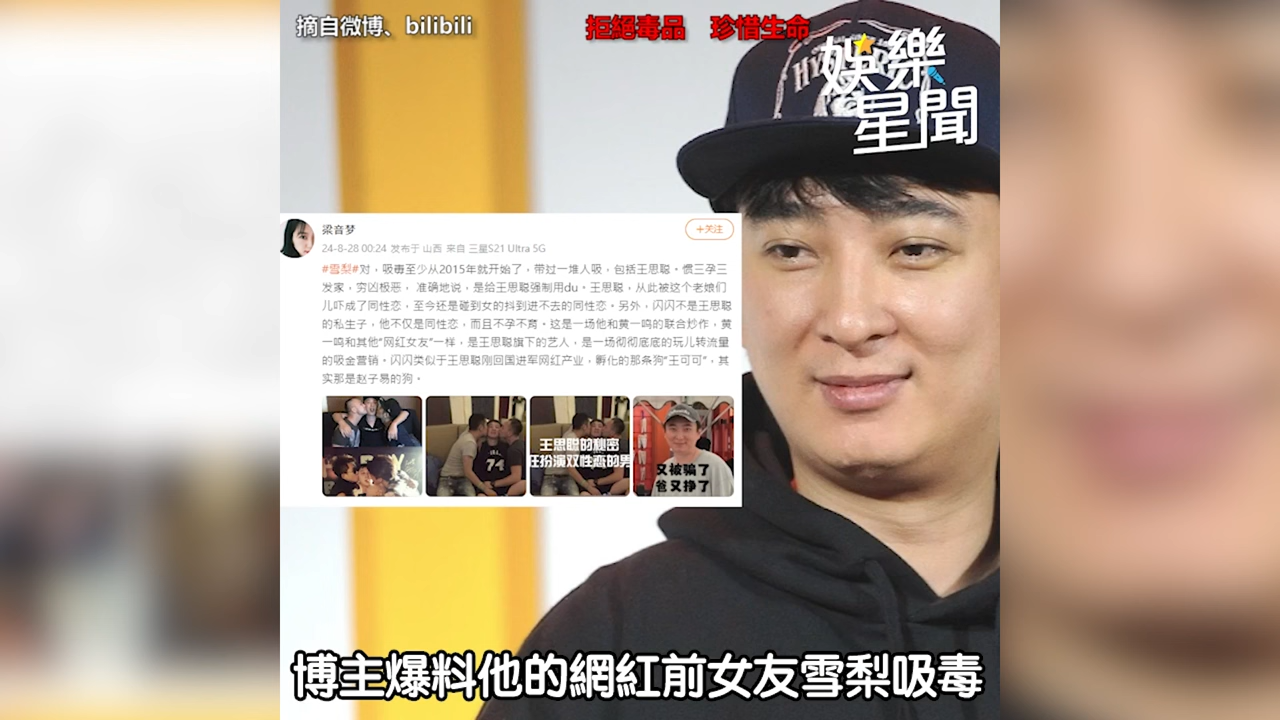 摘自微博、bilibili
拒絕毒品 珍惜生命
娛樂
星聞
梁音梦
+关注
24-8-28 00:24 发布于 山西 来自 三星S21 Ultra 5G
#雪梨#对，吸毒至少从2015年就开始了，带过一堆人吸，包括王思聪。惯三孕三
发家，穷凶极恶， 准确地说，是给王思聪强制用du。王思聪，从此被这个老娘们
儿吓成了同性恋，至今还是碰到女的抖到进不去的同性恋。另外，闪闪不是王思聪
的私生子，他不仅是同性恋，而且不孕不育。这是一场他和黄一鸣的联合炒作，黄
一鸣和其他"网红女友"一样，是王思聪旗下的艺人，是一场彻彻底底的玩儿转流量
的吸金营销。闪闪类似于王思聪刚回国进军网红产业，孵化的那条狗"王可可"，其
实那是赵子易的狗。
74
王思聪的秘密
狂扮演双性恋的男
又被骗了
爸又挣了
博主爆料他的網紅前女友雪梨吸毒